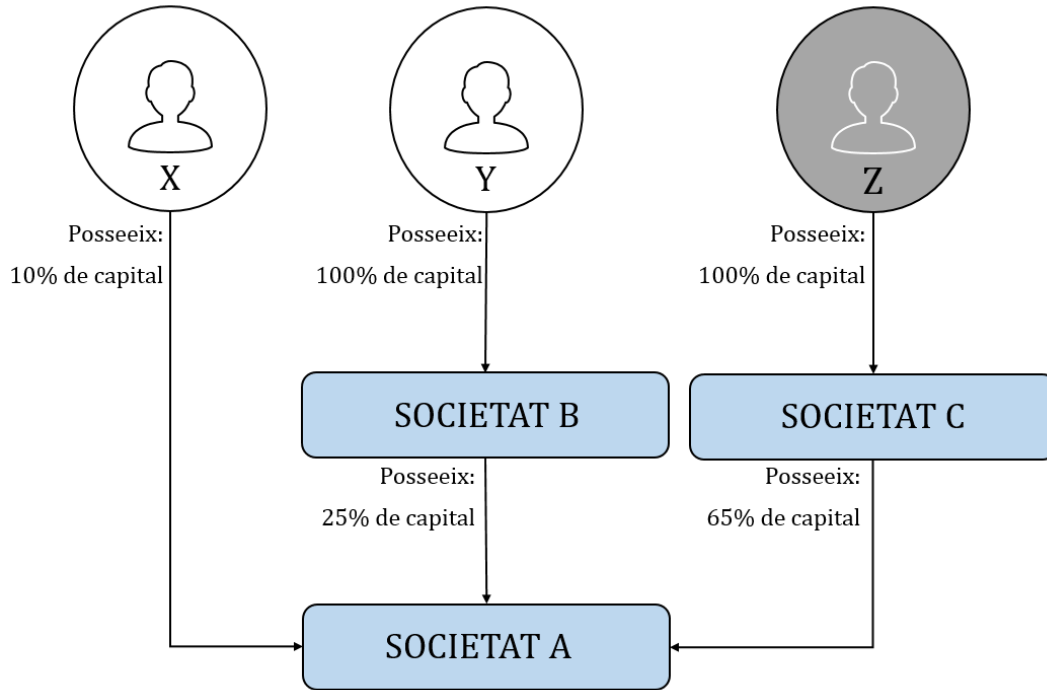 X
Y
Z
Posseeix:
10% de capital
Posseeix:
100% de capital
Posseeix:
100% de capital
SOCIETAT B
SOCIETAT C
Posseeix:
25% de capital
Posseeix:
65% de capital
SOCIETAT A